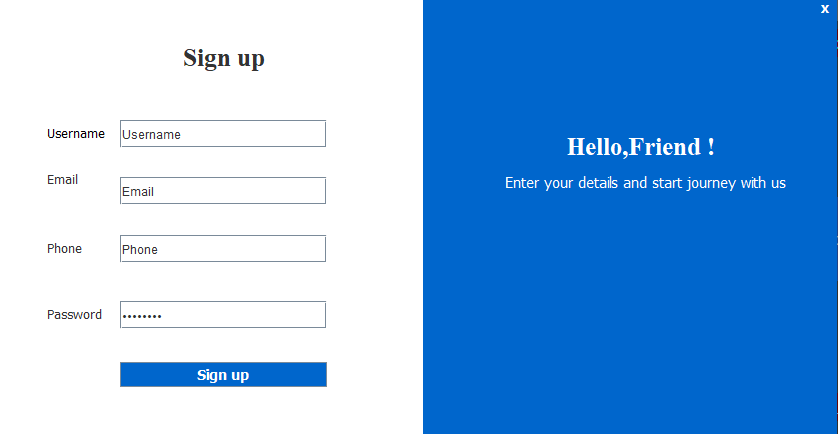 Sign up
Username Username
Email Email
Phone Phone
Password ••••••••
Sign up
x
Hello,Friend !
Enter your details and start journey with us